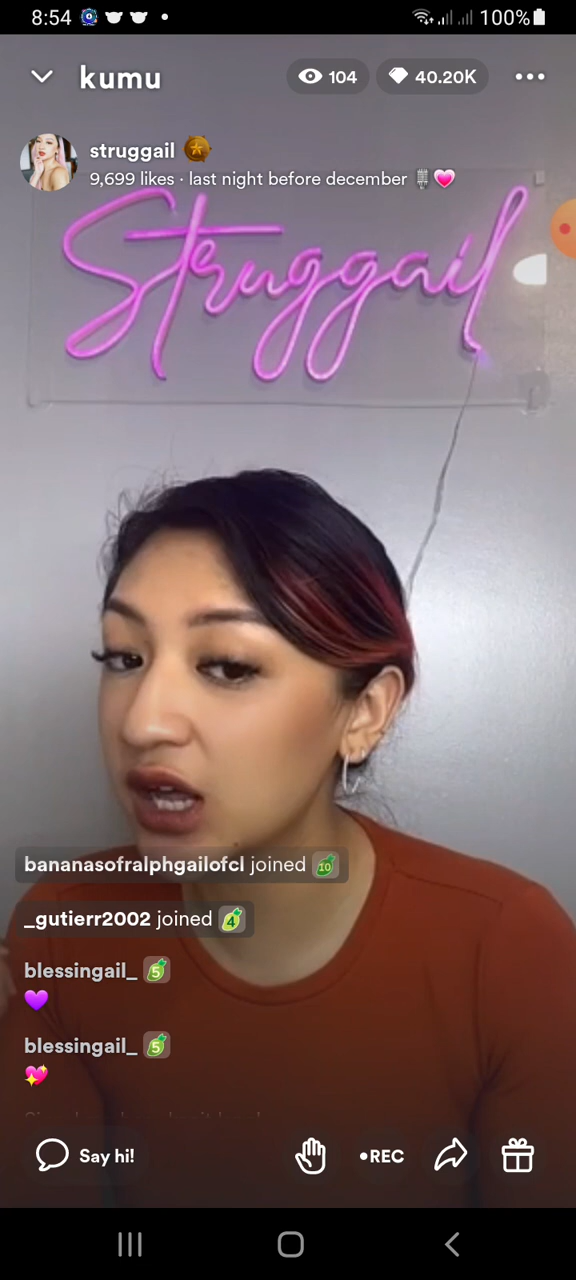 8:54
100%
kumu
104
40.20K
struggail
9,699 likes · last night before december
Struggail
bananasofralphgailofcl joined 10
_gutierr2002 joined 4
blessingail_ 5
blessingail_ 5
Say hi!
•REC